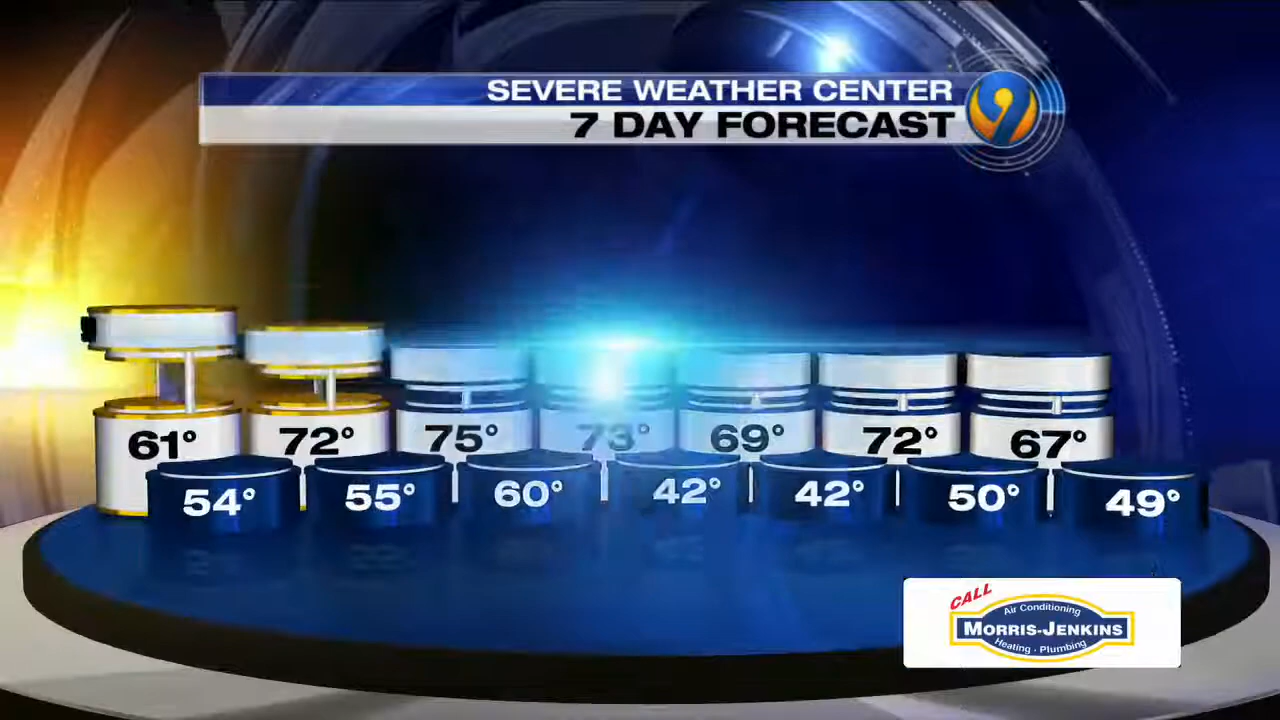 SEVERE WEATHER CENTER 9
7 DAY FORECAST
61° 72° 75° 73° 69° 72° 67°
54° 55° 60° 42° 42° 50° 49°
CALL
Air Conditioning
MORRIS-JENKINS
Heating · Plumbing